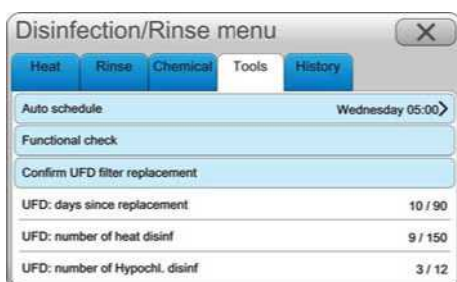 Disinfection/Rinse menu
Heat Rinse Chemical Tools History
Auto schedule Wednesday 05:00
Functional check
Confirm UFD filter replacement
UFD: days since replacement 10 / 90
UFD: number of heat disinf 9 / 150
UFD: number of Hypochl. disinf 3 / 12